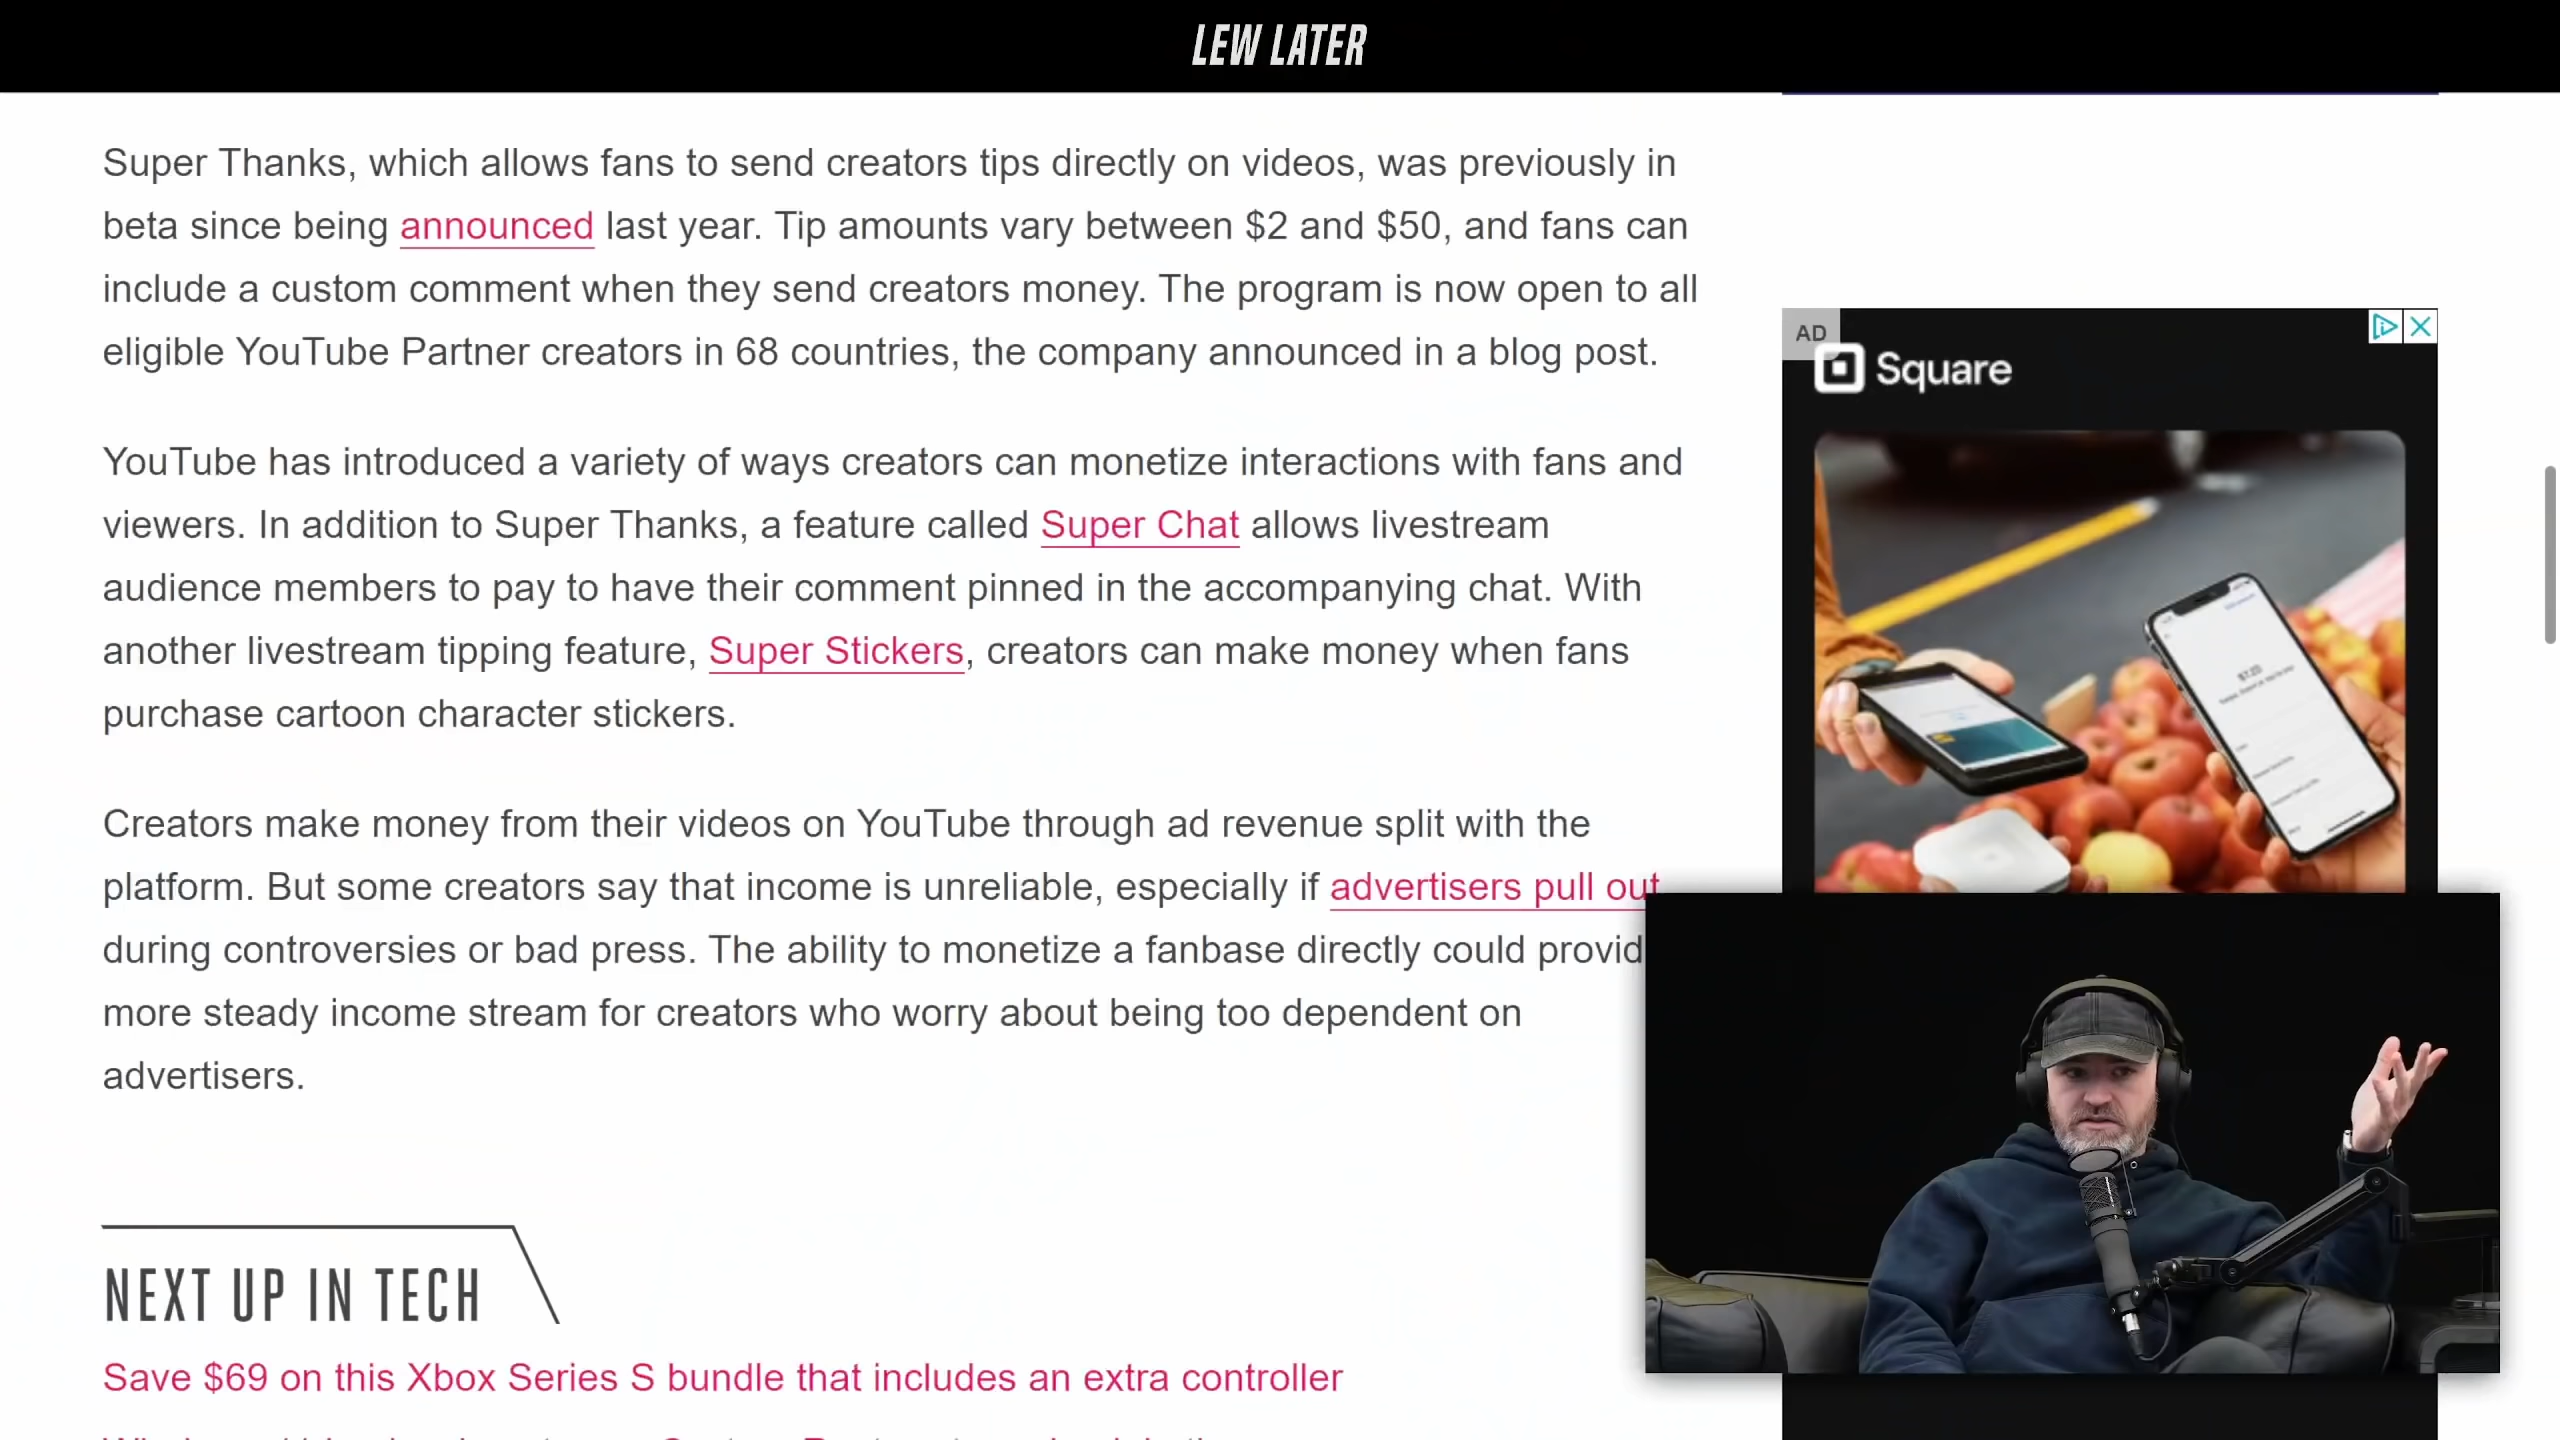 LEW LATER
Super Thanks, which allows fans to send creators tips directly on videos, was previously in
beta since being announced last year. Tip amounts vary between $2 and $50, and fans can
include a custom comment when they send creators money. The program is now open to all
eligible YouTube Partner creators in 68 countries, the company announced in a blog post.
YouTube has introduced a variety of ways creators can monetize interactions with fans and
viewers. In addition to Super Thanks, a feature called Super Chat allows livestream
audience members to pay to have their comment pinned in the accompanying chat. With
another livestream tipping feature, Super Stickers, creators can make money when fans
purchase cartoon character stickers.
Creators make money from their videos on YouTube through ad revenue split with the
platform. But some creators say that income is unreliable, especially if advertisers pull out
during controversies or bad press. The ability to monetize a fanbase directly could provid
more steady income stream for creators who worry about being too dependent on
advertisers.
NEXT UP IN TECH
Save $69 on this Xbox Series S bundle that includes an extra controller
AD
Square